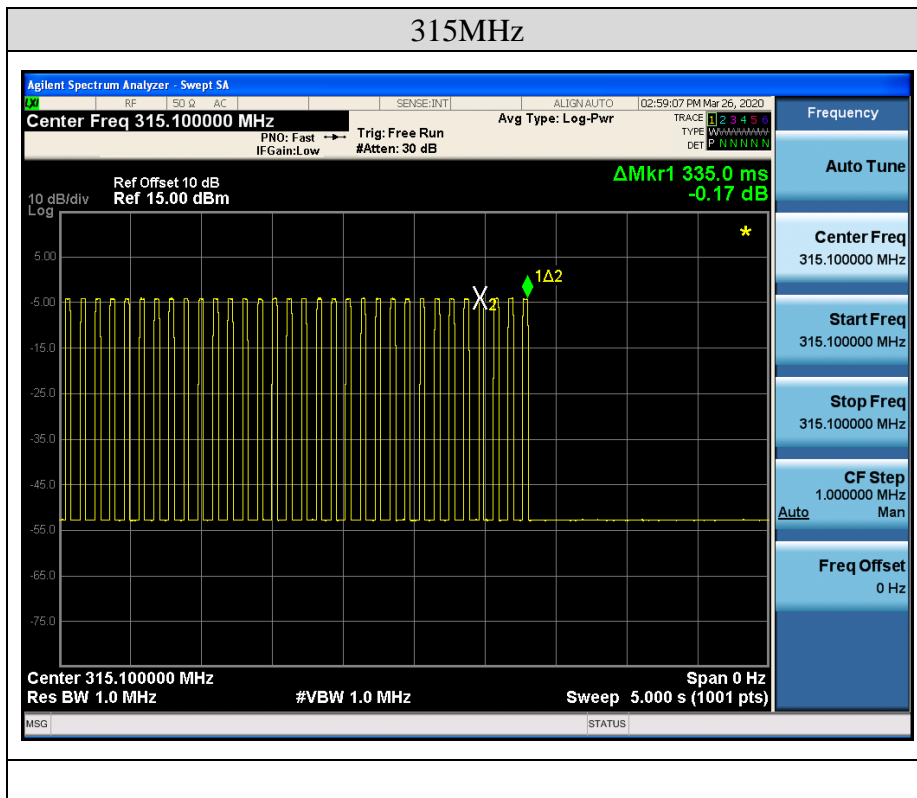 315MHz
Agilent Spectrum Analyzer - Swept SA
LXI RF 50 Ω AC SENSE:INT ALIGN AUTO 02:59:07 PM Mar 26, 2020
Center Freq 315.100000 MHz
PNO: Fast
IFGain:Low
Trig: Free Run
#Atten: 30 dB
Avg Type: Log-Pwr
TRACE 1 2 3 4 5 6
TYPE WWWWWWW
DET P N N N N N
Ref Offset 10 dB
Ref 15.00 dBm
10 dB/div
Log
ΔMkr1 335.0 ms
-0.17 dB
*
1Δ2
X2
5.00
-5.00
-15.0
-25.0
-35.0
-45.0
-55.0
-65.0
-75.0
Center 315.100000 MHz
Span 0 Hz
Res BW 1.0 MHz
#VBW 1.0 MHz
Sweep 5.000 s (1001 pts)
MSG
STATUS
Frequency
Auto Tune
Center Freq
315.100000 MHz
Start Freq
315.100000 MHz
Stop Freq
315.100000 MHz
CF Step
1.000000 MHz
Auto Man
Freq Offset
0 Hz